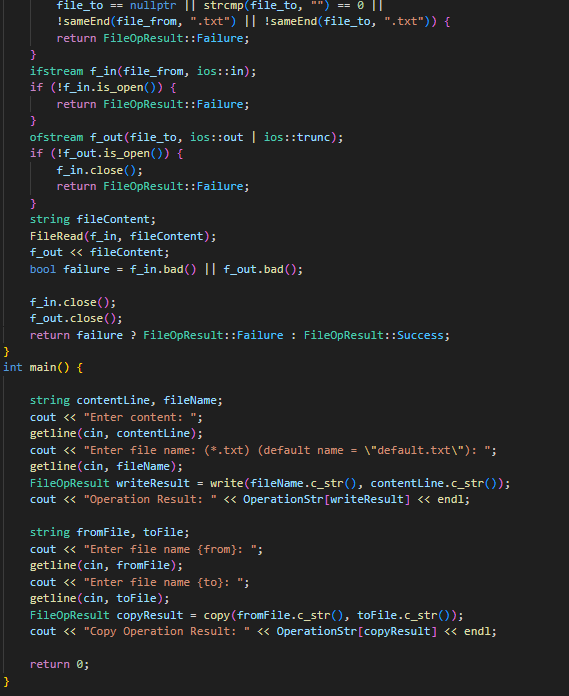 file_to == nullptr || strcmp(file_to, "") == 0 ||
!sameEnd(file_from, ".txt") || !sameEnd(file_to, ".txt")) {
return FileOpResult::Failure;
}
ifstream f_in(file_from, ios::in);
if (!f_in.is_open()) {
return FileOpResult::Failure;
}
ofstream f_out(file_to, ios::out | ios::trunc);
if (!f_out.is_open()) {
f_in.close();
return FileOpResult::Failure;
}
string fileContent;
FileRead(f_in, fileContent);
f_out << fileContent;
bool failure = f_in.bad() || f_out.bad();
f_in.close();
f_out.close();
return failure ? FileOpResult::Failure : FileOpResult::Success;
}
int main() {
string contentLine, fileName;
cout << "Enter content: ";
getline(cin, contentLine);
cout << "Enter file name: (*.txt) (default name = \"default.txt\"): ";
getline(cin, fileName);
FileOpResult writeResult = write(fileName.c_str(), contentLine.c_str());
cout << "Operation Result: " << OperationStr[writeResult] << endl;
string fromFile, toFile;
cout << "Enter file name {from}: ";
getline(cin, fromFile);
cout << "Enter file name {to}: ";
getline(cin, toFile);
FileOpResult copyResult = copy(fromFile.c_str(), toFile.c_str());
cout << "Copy Operation Result: " << OperationStr[copyResult] << endl;
return 0;
}